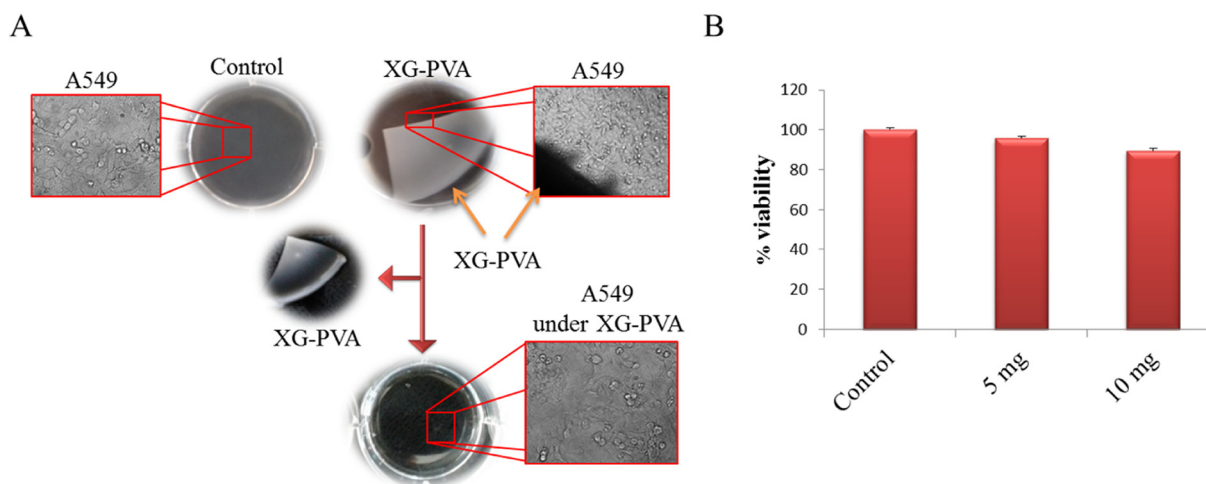 A
A549
Control
XG-PVA
A549
XG-PVA
XG-PVA
A549
under XG-PVA
B
% viability
120
100
80
60
40
20
0
Control
5 mg
10 mg